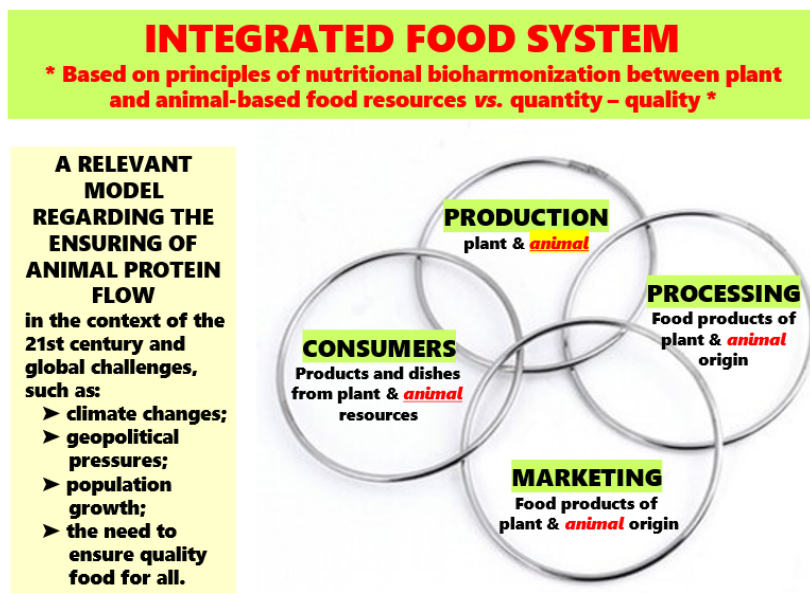 INTEGRATED FOOD SYSTEM
* Based on principles of nutritional bioharmonization between plant
and animal-based food resources vs. quantity – quality *
A RELEVANT
MODEL
REGARDING THE
ENSURING OF
ANIMAL PROTEIN
FLOW
in the context of the
21st century and
global challenges,
such as:
➤ climate changes;
➤ geopolitical
pressures;
➤ population
growth;
➤ the need to
ensure quality
food for all.
PRODUCTION
plant & animal
PROCESSING
Food products of
plant & animal
origin
CONSUMERS
Products and dishes
from plant & animal
resources
MARKETING
Food products of
plant & animal origin